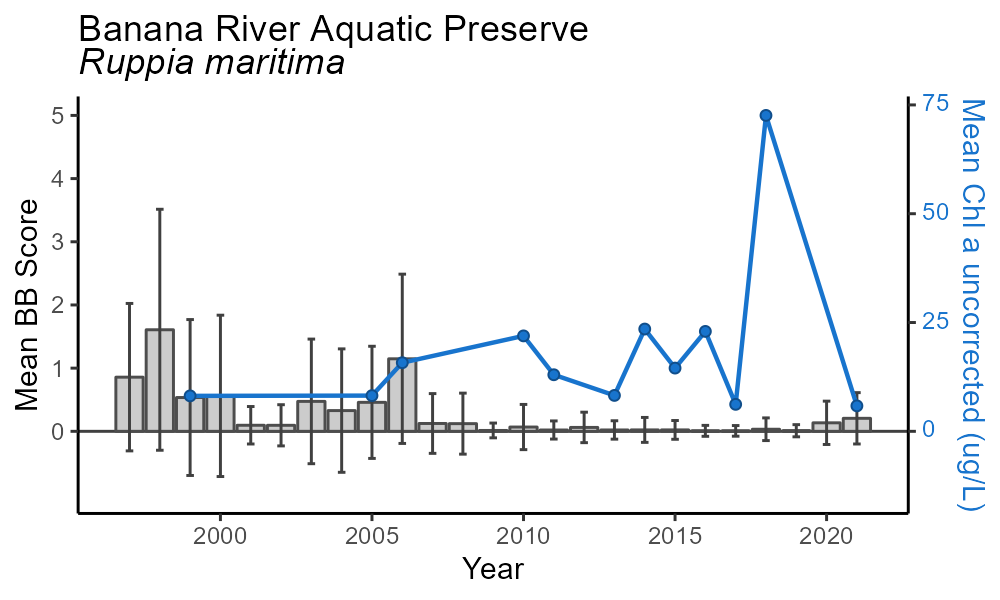 Banana River Aquatic Preserve
Ruppia maritima
5
4
3
2
1
0
Mean BB Score
75
50
25
0
Mean Chl a uncorrected (ug/L)
2000 2005 2010 2015 2020
Year